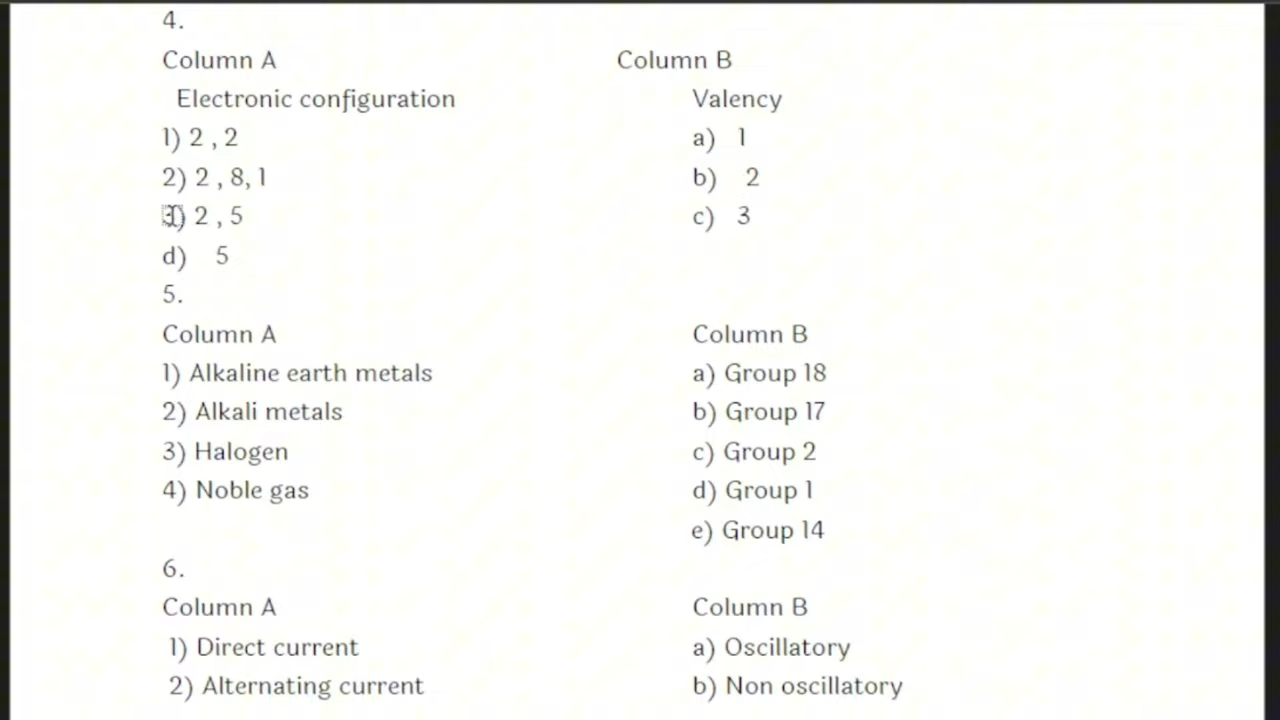 4.
Column A Column B
Electronic configuration Valency
1) 2 , 2 a) 1
2) 2 , 8, 1 b) 2
3) 2 , 5 c) 3
d) 5
5.
Column A Column B
1) Alkaline earth metals a) Group 18
2) Alkali metals b) Group 17
3) Halogen c) Group 2
4) Noble gas d) Group 1
e) Group 14
6.
Column A Column B
1) Direct current a) Oscillatory
2) Alternating current b) Non oscillatory